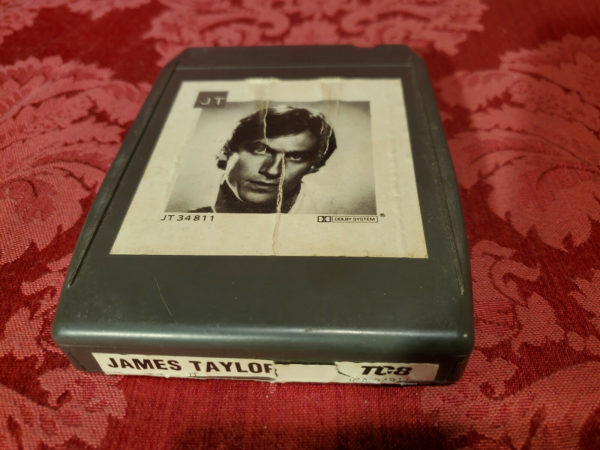 JT
JT 34811
DOLBY SYSTEM ®
JAMES TAYLOR
TC8